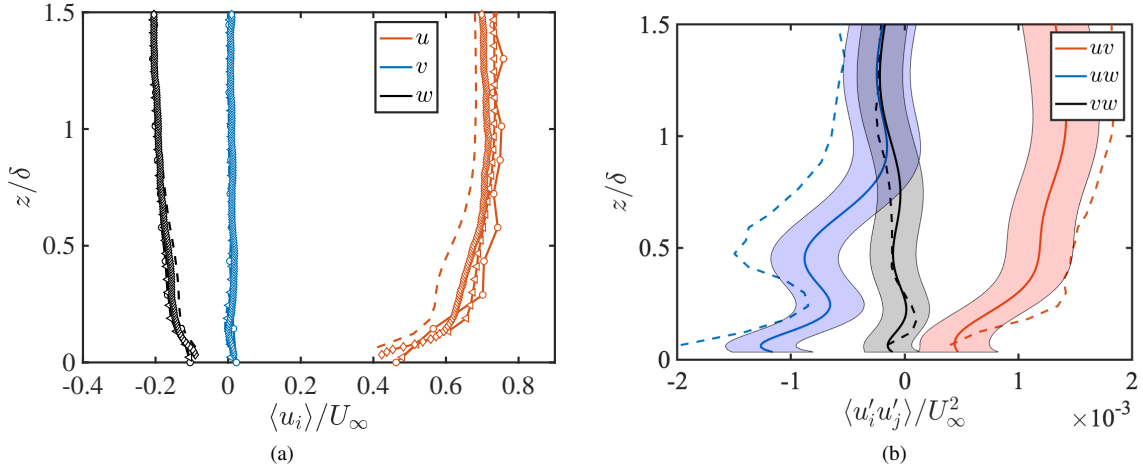 1.5
1
0.5
0
z/δ
-0.4
-0.2
0
0.2
0.4
0.6
0.8
⟨u_i⟩/U_∞
u
v
w
(a)
1.5
1
0.5
0
z/δ
-2
-1
0
1
2
×10^{-3}
⟨u'_i u'_j⟩/U_∞^2
uv
uw
vw
(b)